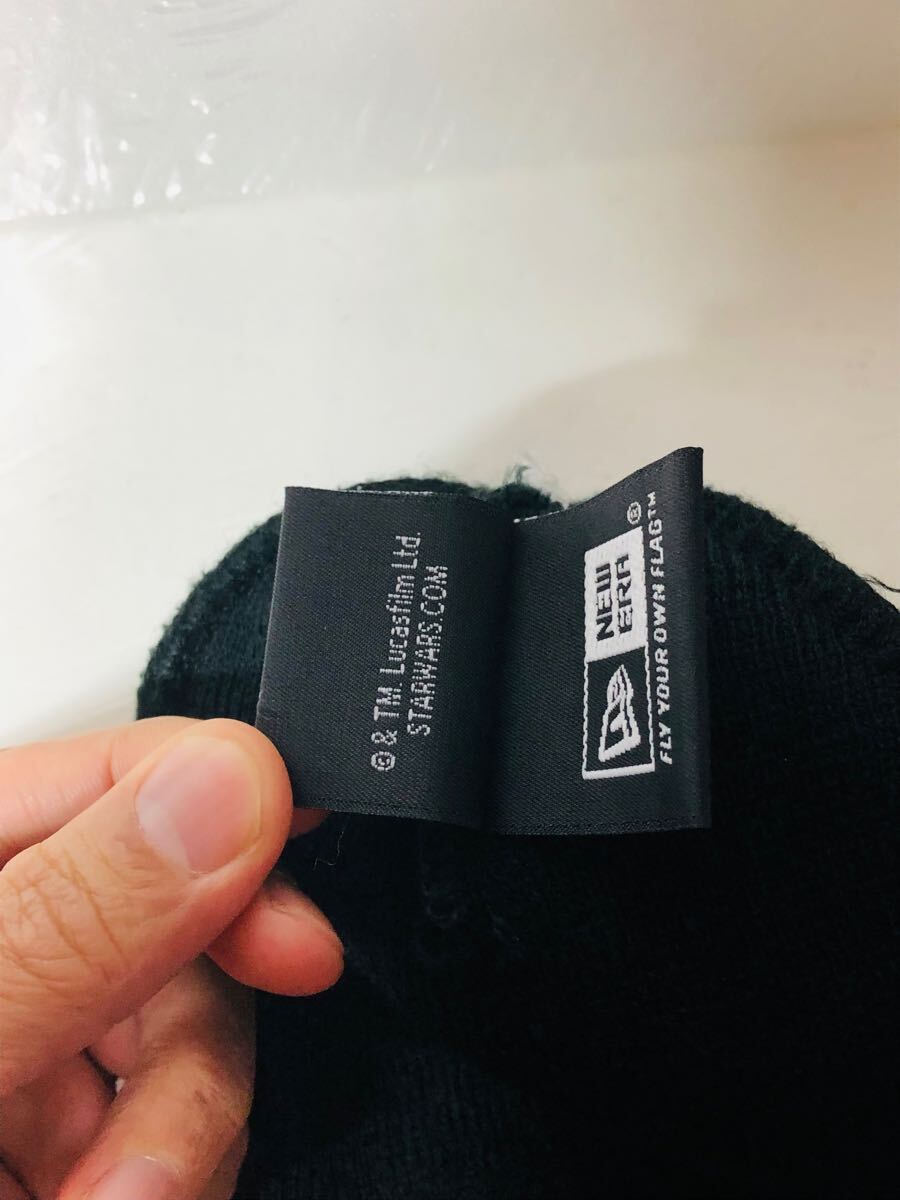 © & TM. Lucasfilm Ltd.
STARWARS.COM
NEW ERA®
FLY YOUR OWN FLAG™